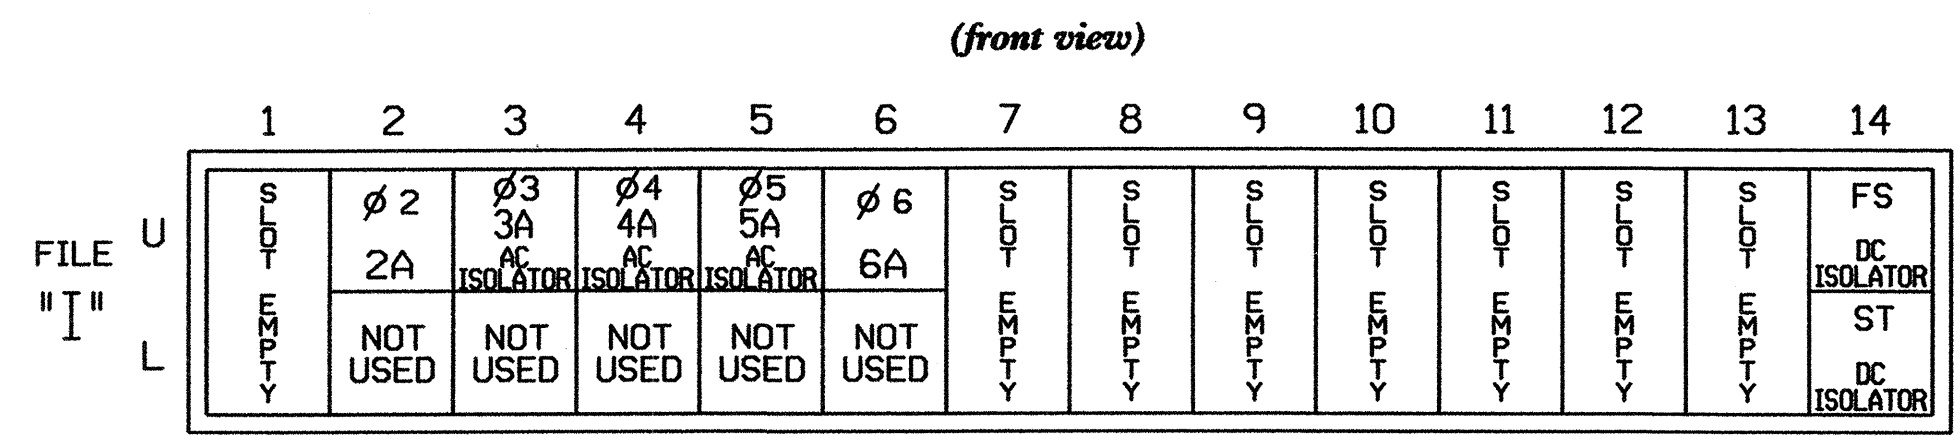 (front view)
1 2 3 4 5 6 7 8 9 10 11 12 13 14
FILE
"I"
U
L
SLOT EMPTY
Ø 2
2A
NOT
USED
Ø3
3A
AC
ISOLATOR
NOT
USED
Ø4
4A
AC
ISOLATOR
NOT
USED
Ø5
5A
AC
ISOLATOR
NOT
USED
Ø 6
6A
NOT
USED
SLOT EMPTY
SLOT EMPTY
SLOT EMPTY
SLOT EMPTY
SLOT EMPTY
SLOT EMPTY
SLOT EMPTY
FS
DC
ISOLATOR
ST
DC
ISOLATOR